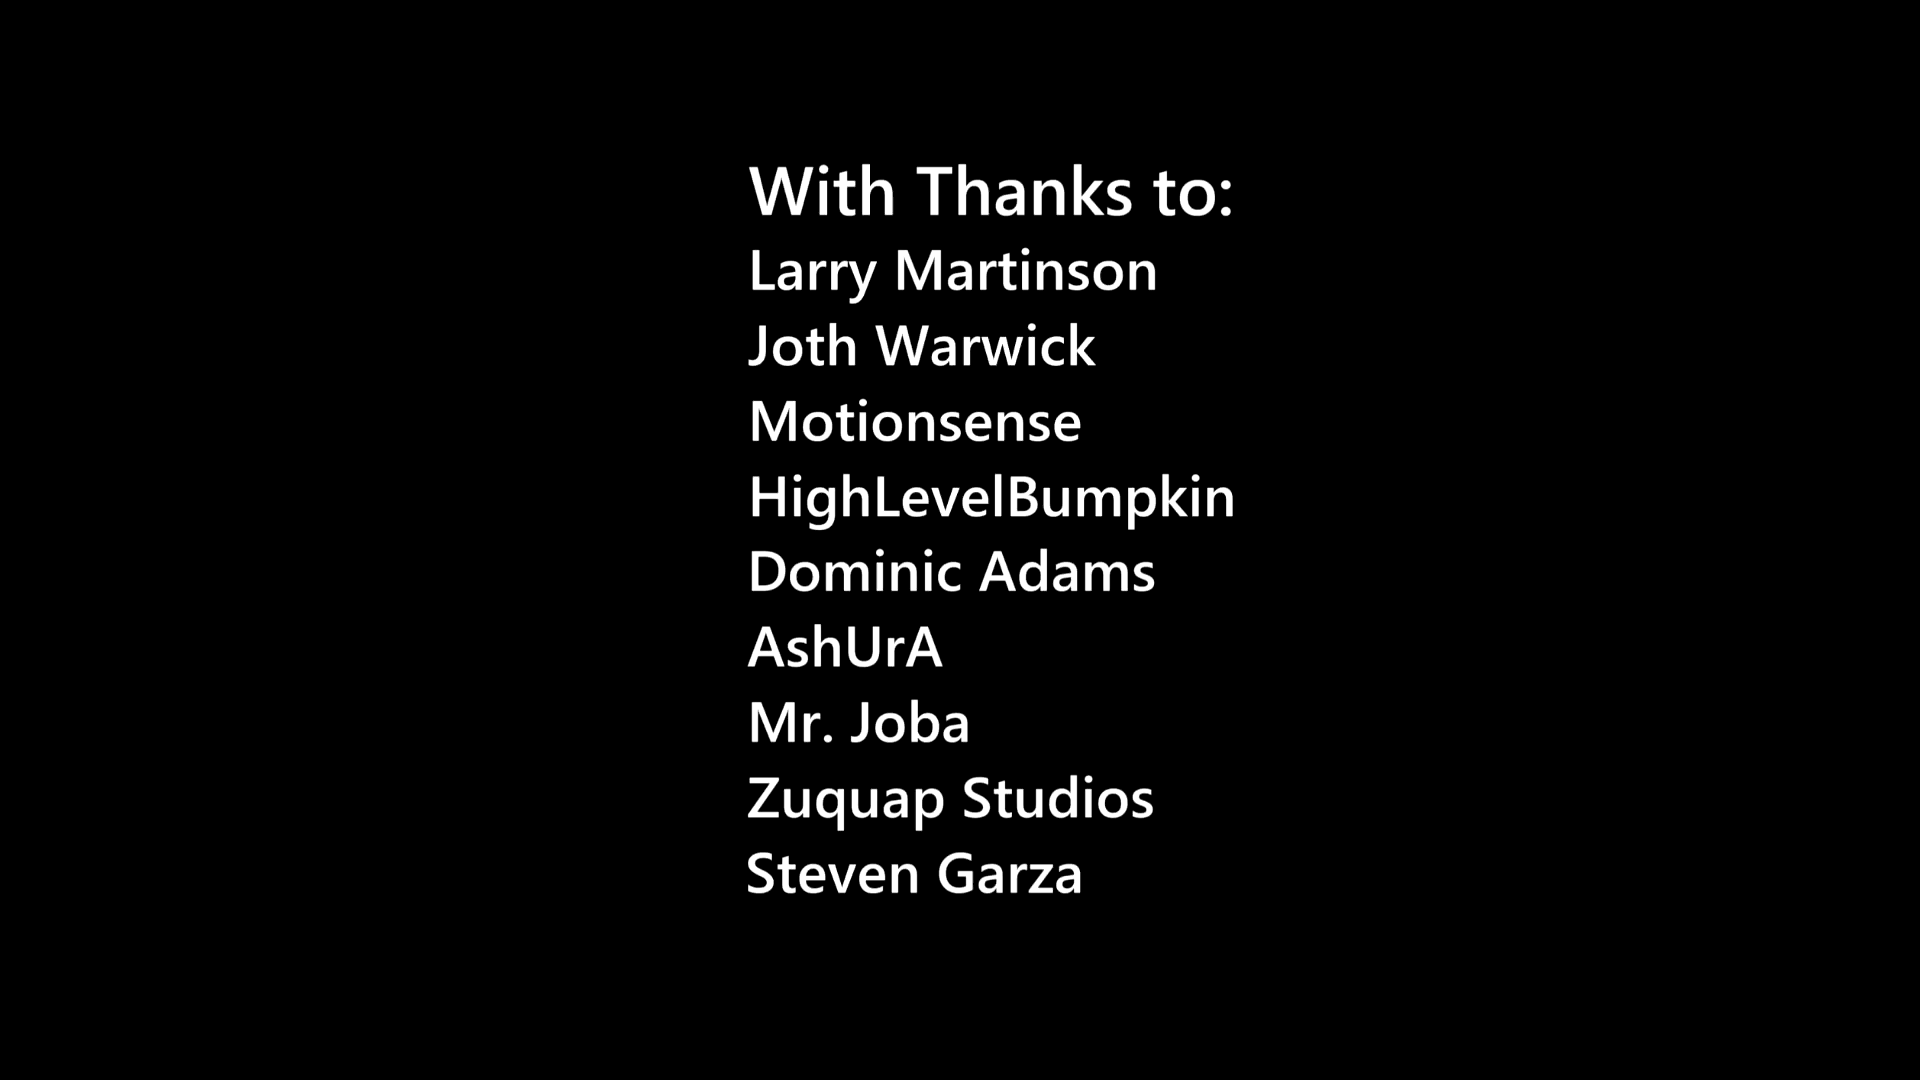 With Thanks to:
Larry Martinson
Joth Warwick
Motionsense
HighLevelBumpkin
Dominic Adams
AshUrA
Mr. Joba
Zuquap Studios
Steven Garza